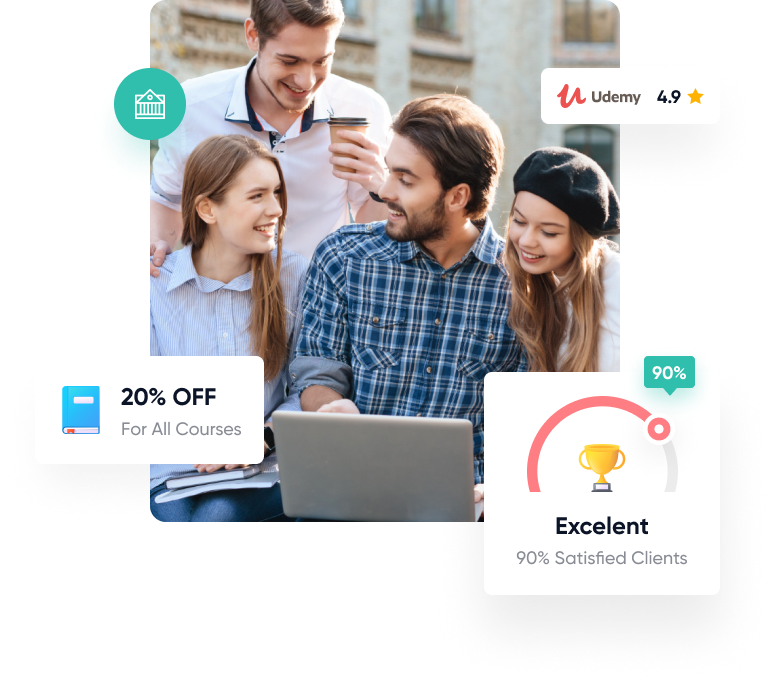 Udemy 4.9
20% OFF
For All Courses
90%
Excelent
90% Satisfied Clients